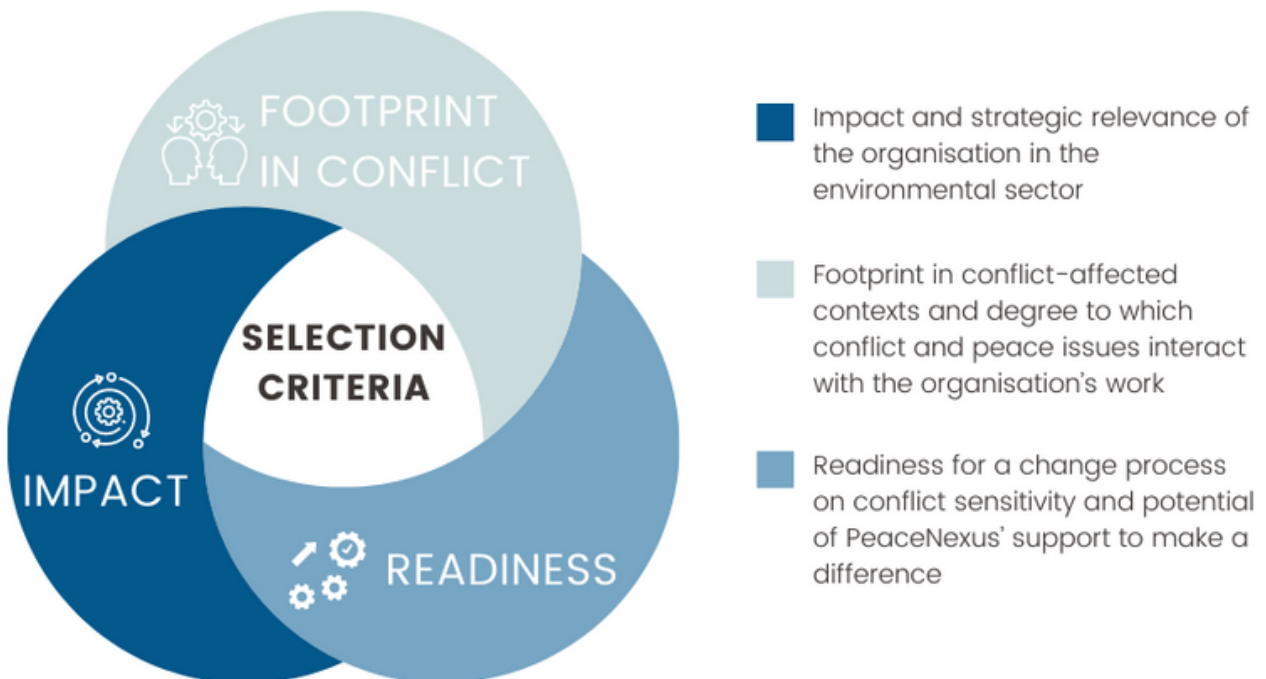 FOOTPRINT
IN CONFLICT
SELECTION
CRITERIA
IMPACT
READINESS
Impact and strategic relevance of
the organisation in the
environmental sector
Footprint in conflict-affected
contexts and degree to which
conflict and peace issues interact
with the organisation's work
Readiness for a change process
on conflict sensitivity and potential
of PeaceNexus' support to make a
difference